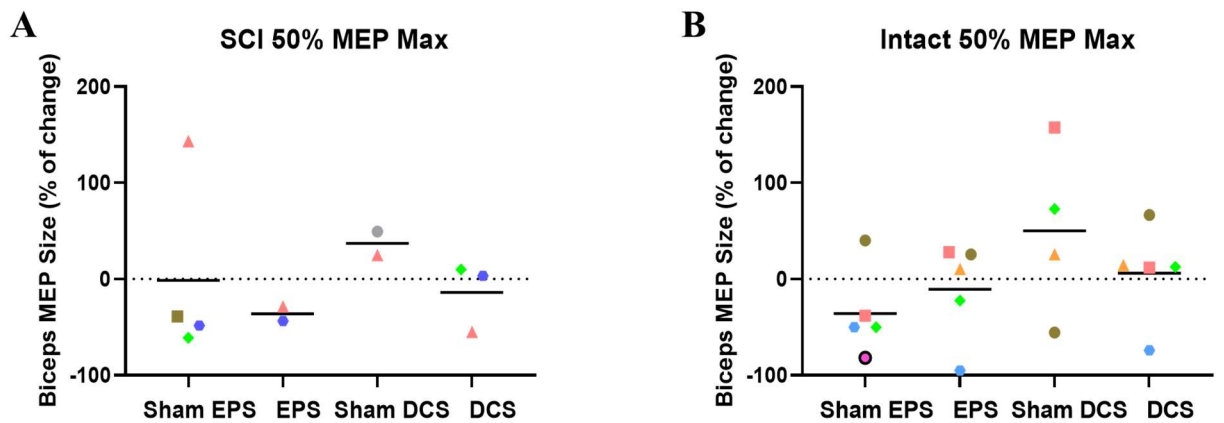 A
SCI 50% MEP Max
Biceps MEP Size (% of change)
200
100
0
-100
Sham EPS EPS Sham DCS DCS
B
Intact 50% MEP Max
Biceps MEP Size (% of change)
200
100
0
-100
Sham EPS EPS Sham DCS DCS